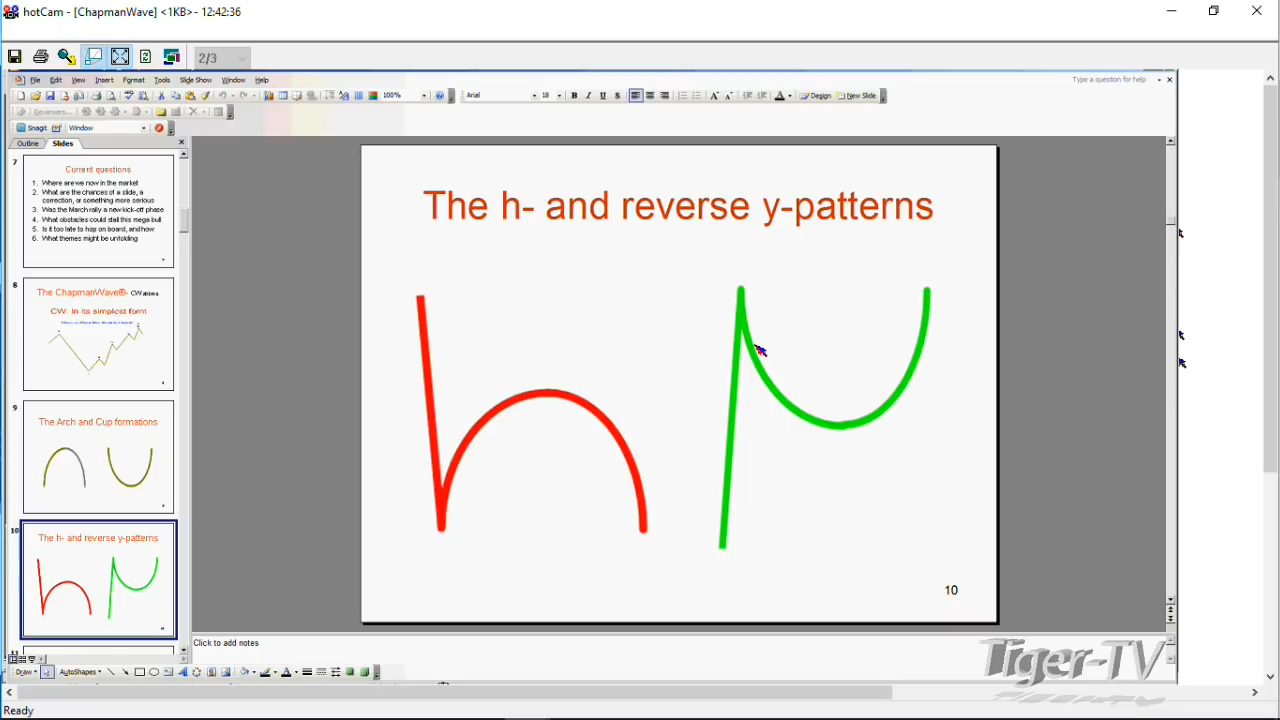 hotCam - [ChapmanWave] <1KB> - 12:42:36
2/3
File Edit View Insert Format Tools Slide Show Window Help
Type a question for help
100%
Arial
18
B I U S
Design
New Slide
Reviewers...
Snagit
Window
Outline
Slides
7
Current questions
1. Where are we now in the market
2. What are the chances of a slide, a
correction, or something more serious
3. Was the March rally a new kick-off phase
4. What obstacles could stall this mega bull
5. Is it too late to hop on board, and how
6. What themes might be unfolding
8
The ChapmanWave®-
CW: In its simplest form
9
The Arch and Cup formations
10
The h- and reverse y-patterns
The h- and reverse y-patterns
10
Click to add notes
Draw
AutoShapes
Tiger-TV
Ready